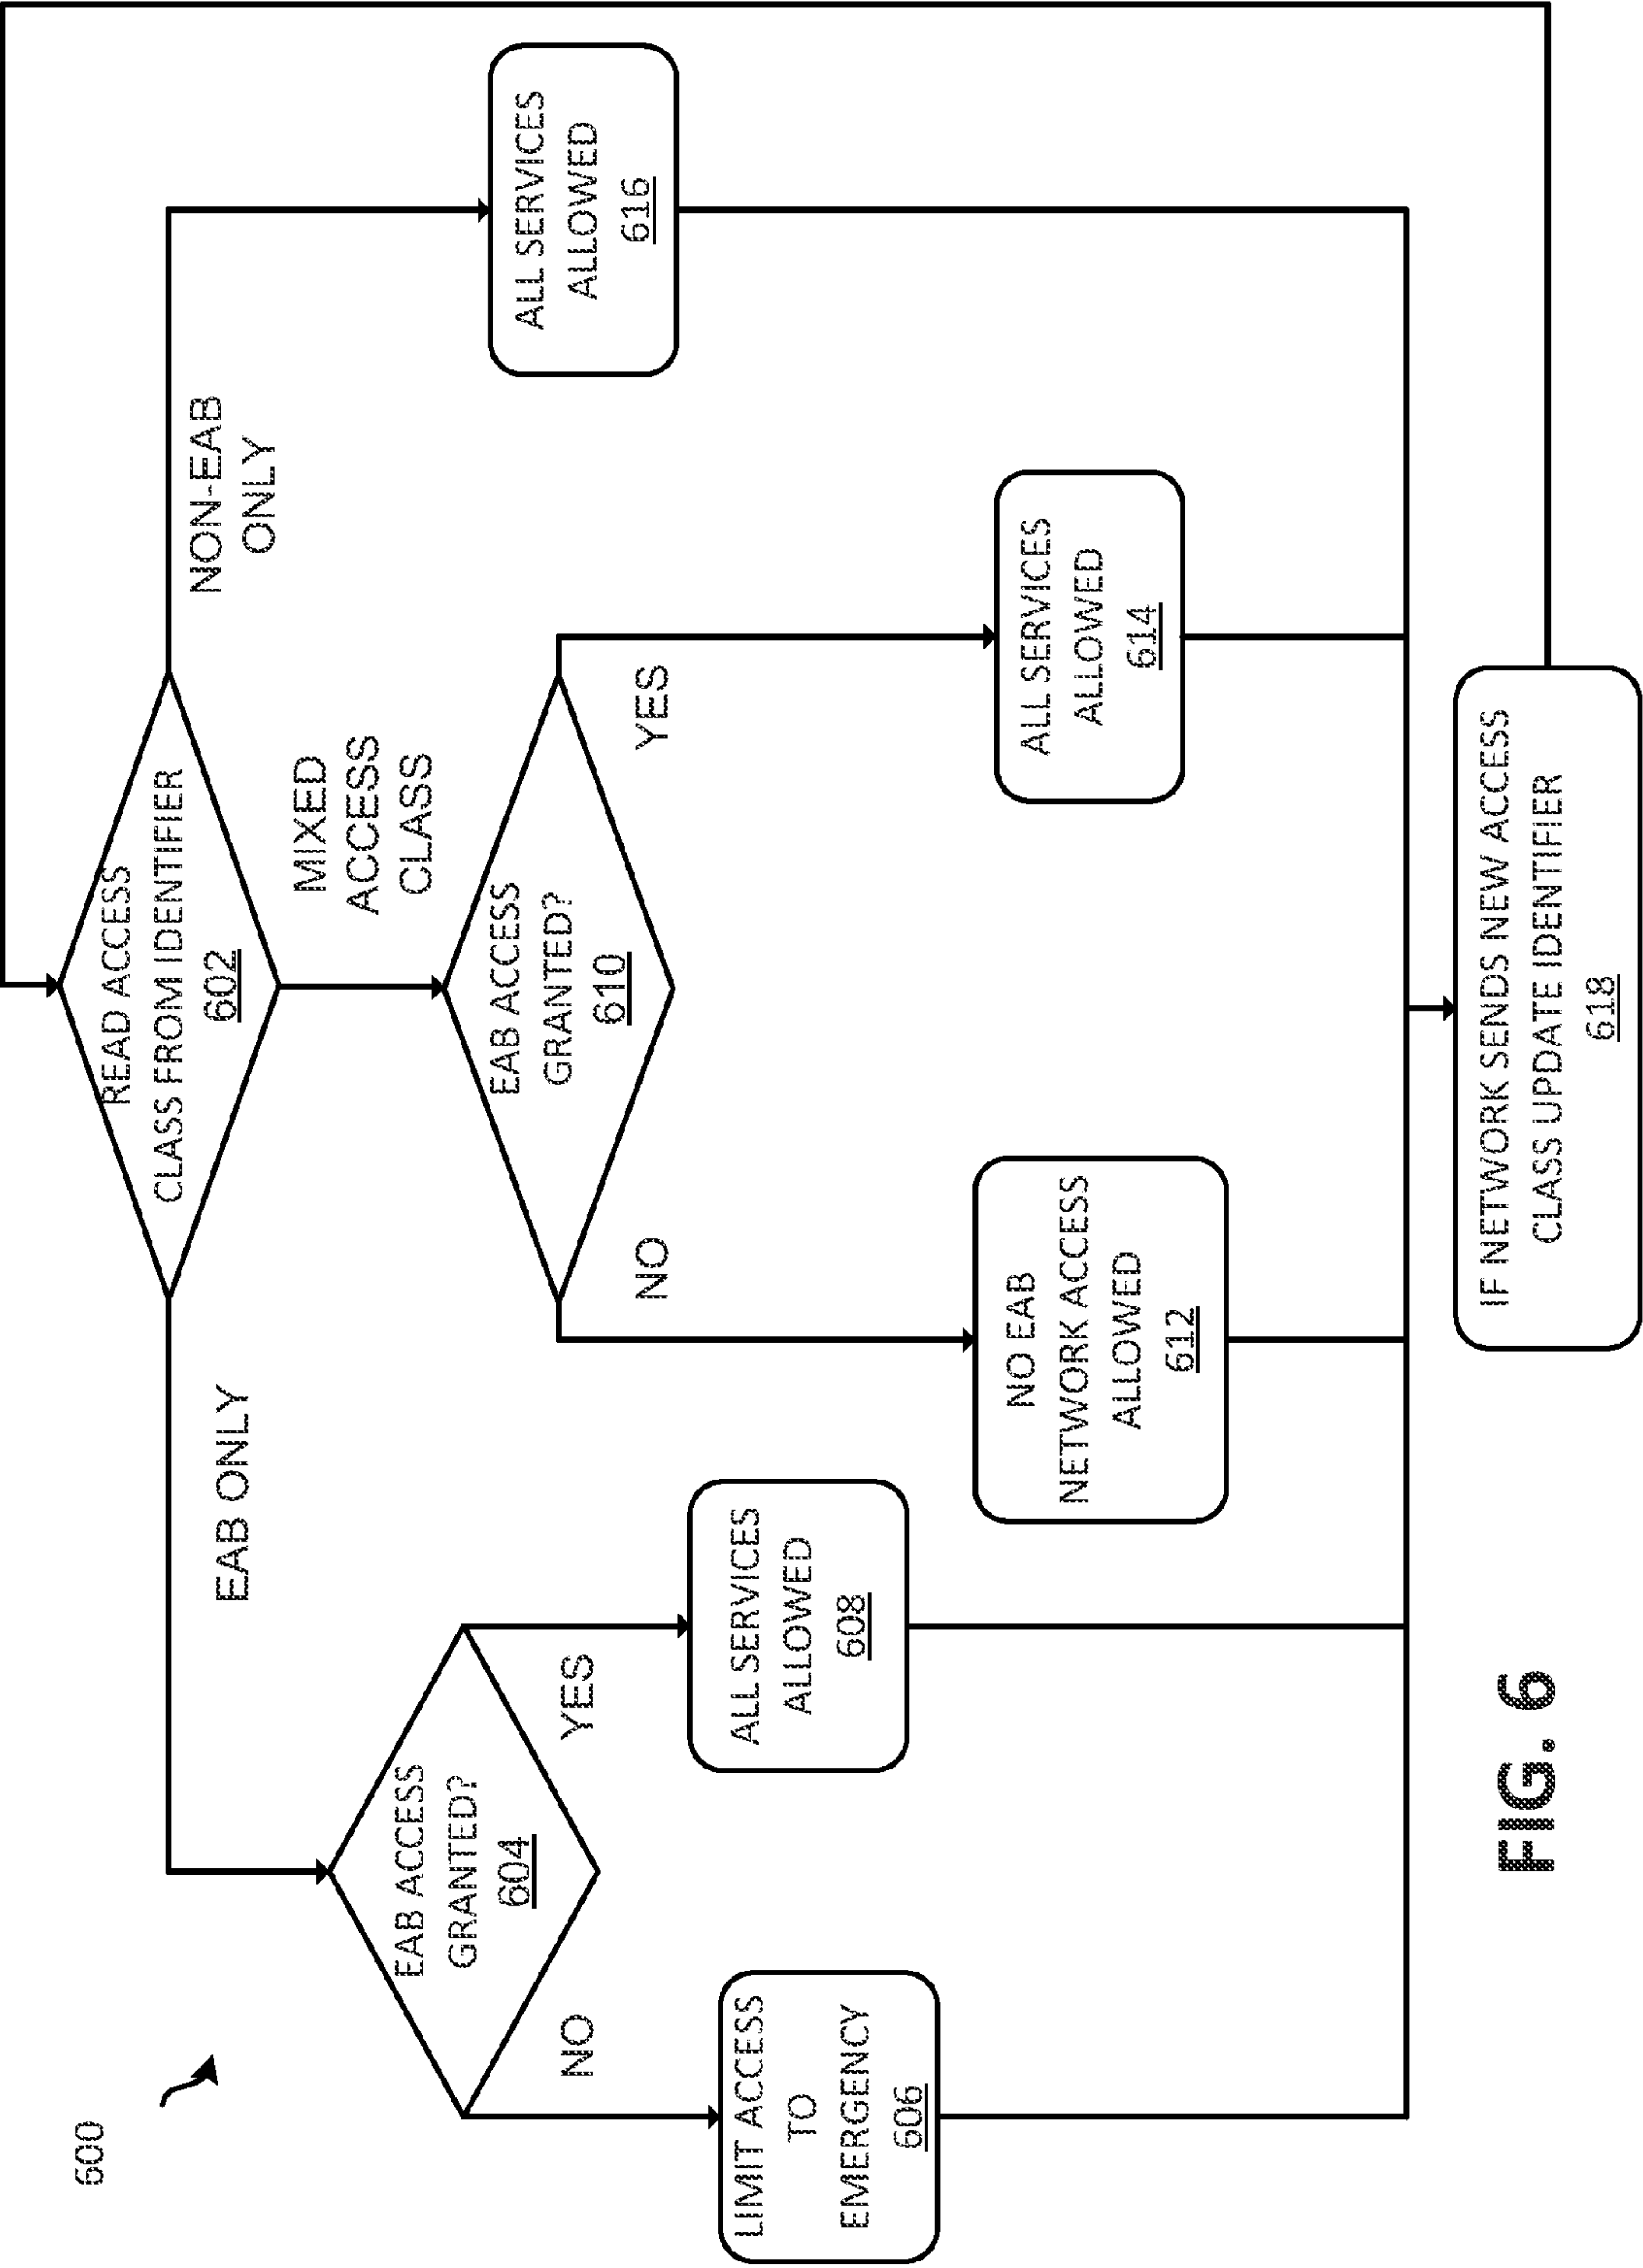 600
READ ACCESS
CLASS FROM IDENTIFIER
602
EAB ONLY
MIXED
ACCESS
CLASS
NON-EAB
ONLY
EAB ACCESS
GRANTED?
604
NO
YES
LIMIT ACCESS
TO
EMERGENCY
606
ALL SERVICES
ALLOWED
608
EAB ACCESS
GRANTED?
610
NO
YES
NO EAB
NETWORK ACCESS
ALLOWED
612
ALL SERVICES
ALLOWED
614
ALL SERVICES
ALLOWED
616
IF NETWORK SENDS NEW ACCESS
CLASS UPDATE IDENTIFIER
618
FIG. 6